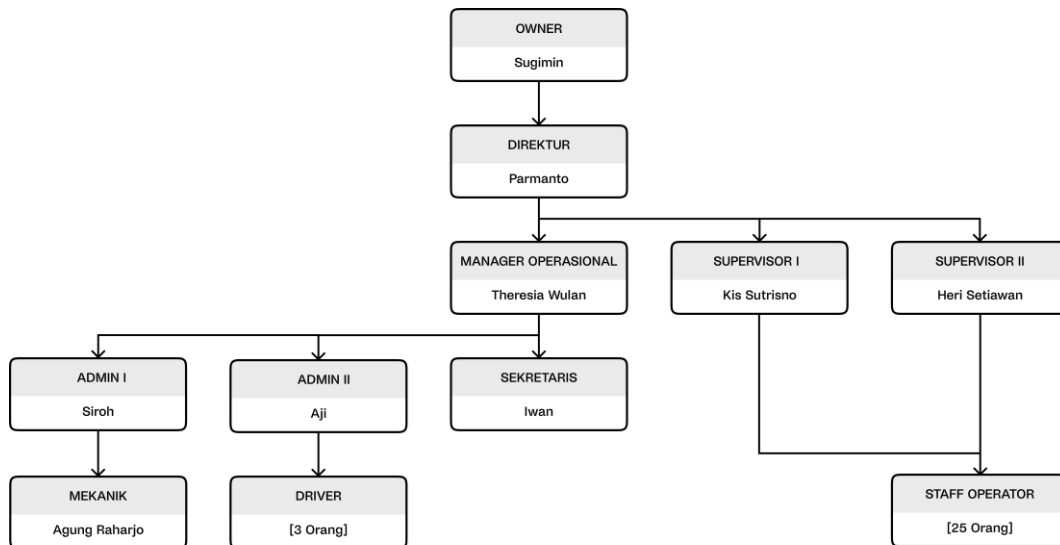 OWNER
Sugimin
DIREKTUR
Parmanto
MANAGER OPERASIONAL
Theresia Wulan
SUPERVISOR I
Kis Sutrisno
SUPERVISOR II
Heri Setiawan
ADMIN I
Siroh
ADMIN II
Aji
SEKRETARIS
Iwan
MEKANIK
Agung Raharjo
DRIVER
[3 Orang]
STAFF OPERATOR
[25 Orang]